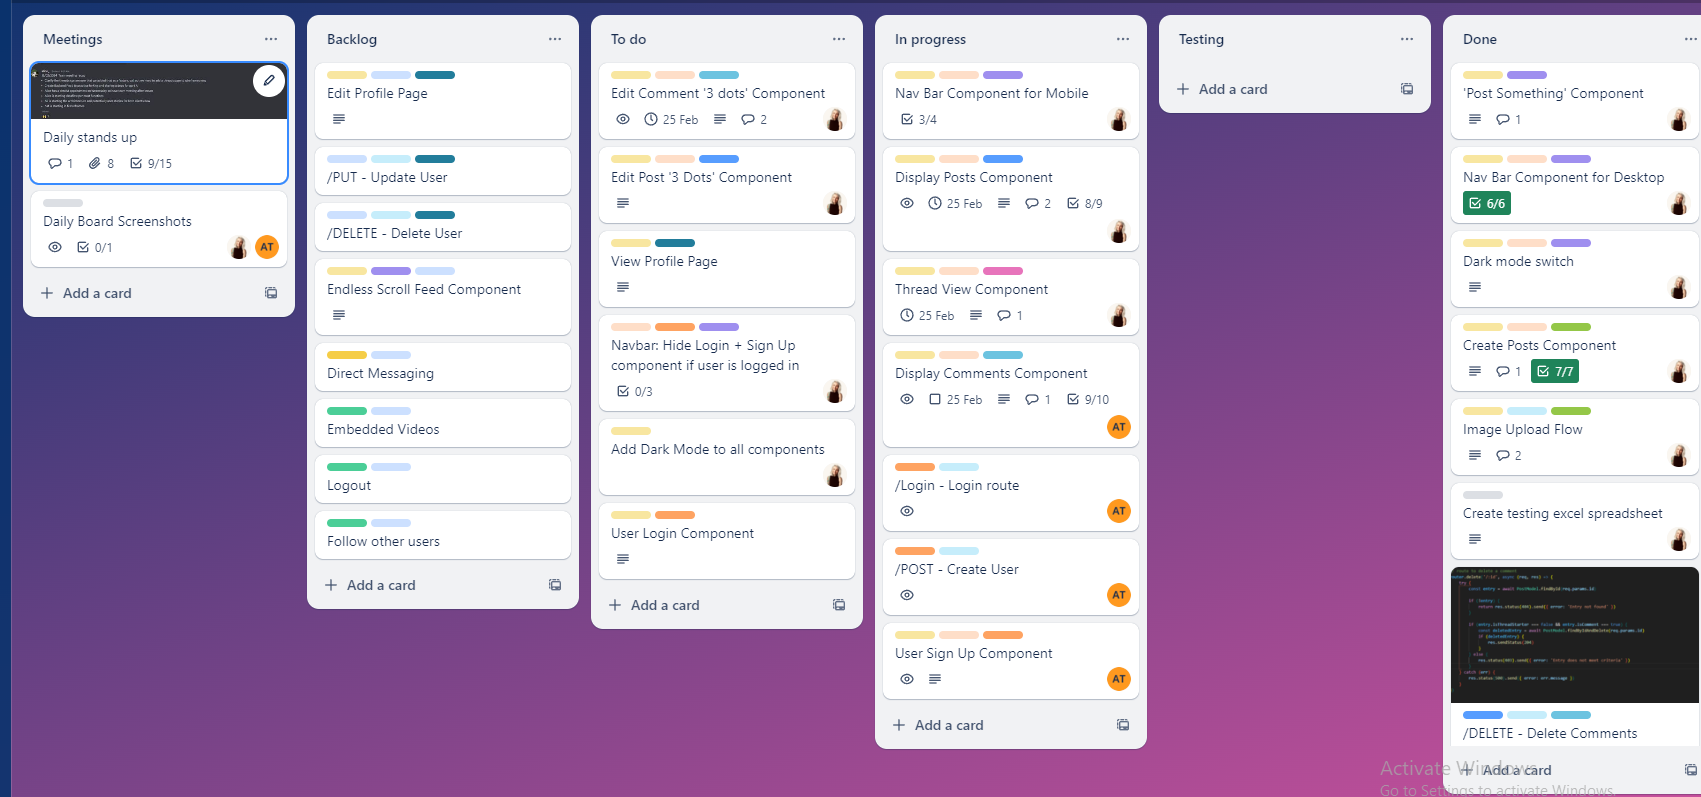 Meetings
Daily stands up
1 8 9/15
Daily Board Screenshots
0/1 AT
Add a card
Backlog
Edit Profile Page
/PUT - Update User
/DELETE - Delete User
Endless Scroll Feed Component
Direct Messaging
Embedded Videos
Logout
Follow other users
Add a card
To do
Edit Comment '3 dots' Component
25 Feb 2
Edit Post '3 Dots' Component
View Profile Page
Navbar: Hide Login + Sign Up
component if user is logged in
0/3
Add Dark Mode to all components
User Login Component
Add a card
In progress
Nav Bar Component for Mobile
3/4
Display Posts Component
25 Feb 2 8/9
Thread View Component
25 Feb 1
Display Comments Component
25 Feb 1 9/10
AT
/Login - Login route
AT
/POST - Create User
AT
User Sign Up Component
AT
Add a card
Testing
Add a card
Done
'Post Something' Component
1
Nav Bar Component for Desktop
6/6
Dark mode switch
Create Posts Component
1 7/7
Image Upload Flow
2
Create testing excel spreadsheet
/DELETE - Delete Comments
Add a card
Activate Windows
Go to Settings to activate Windows.